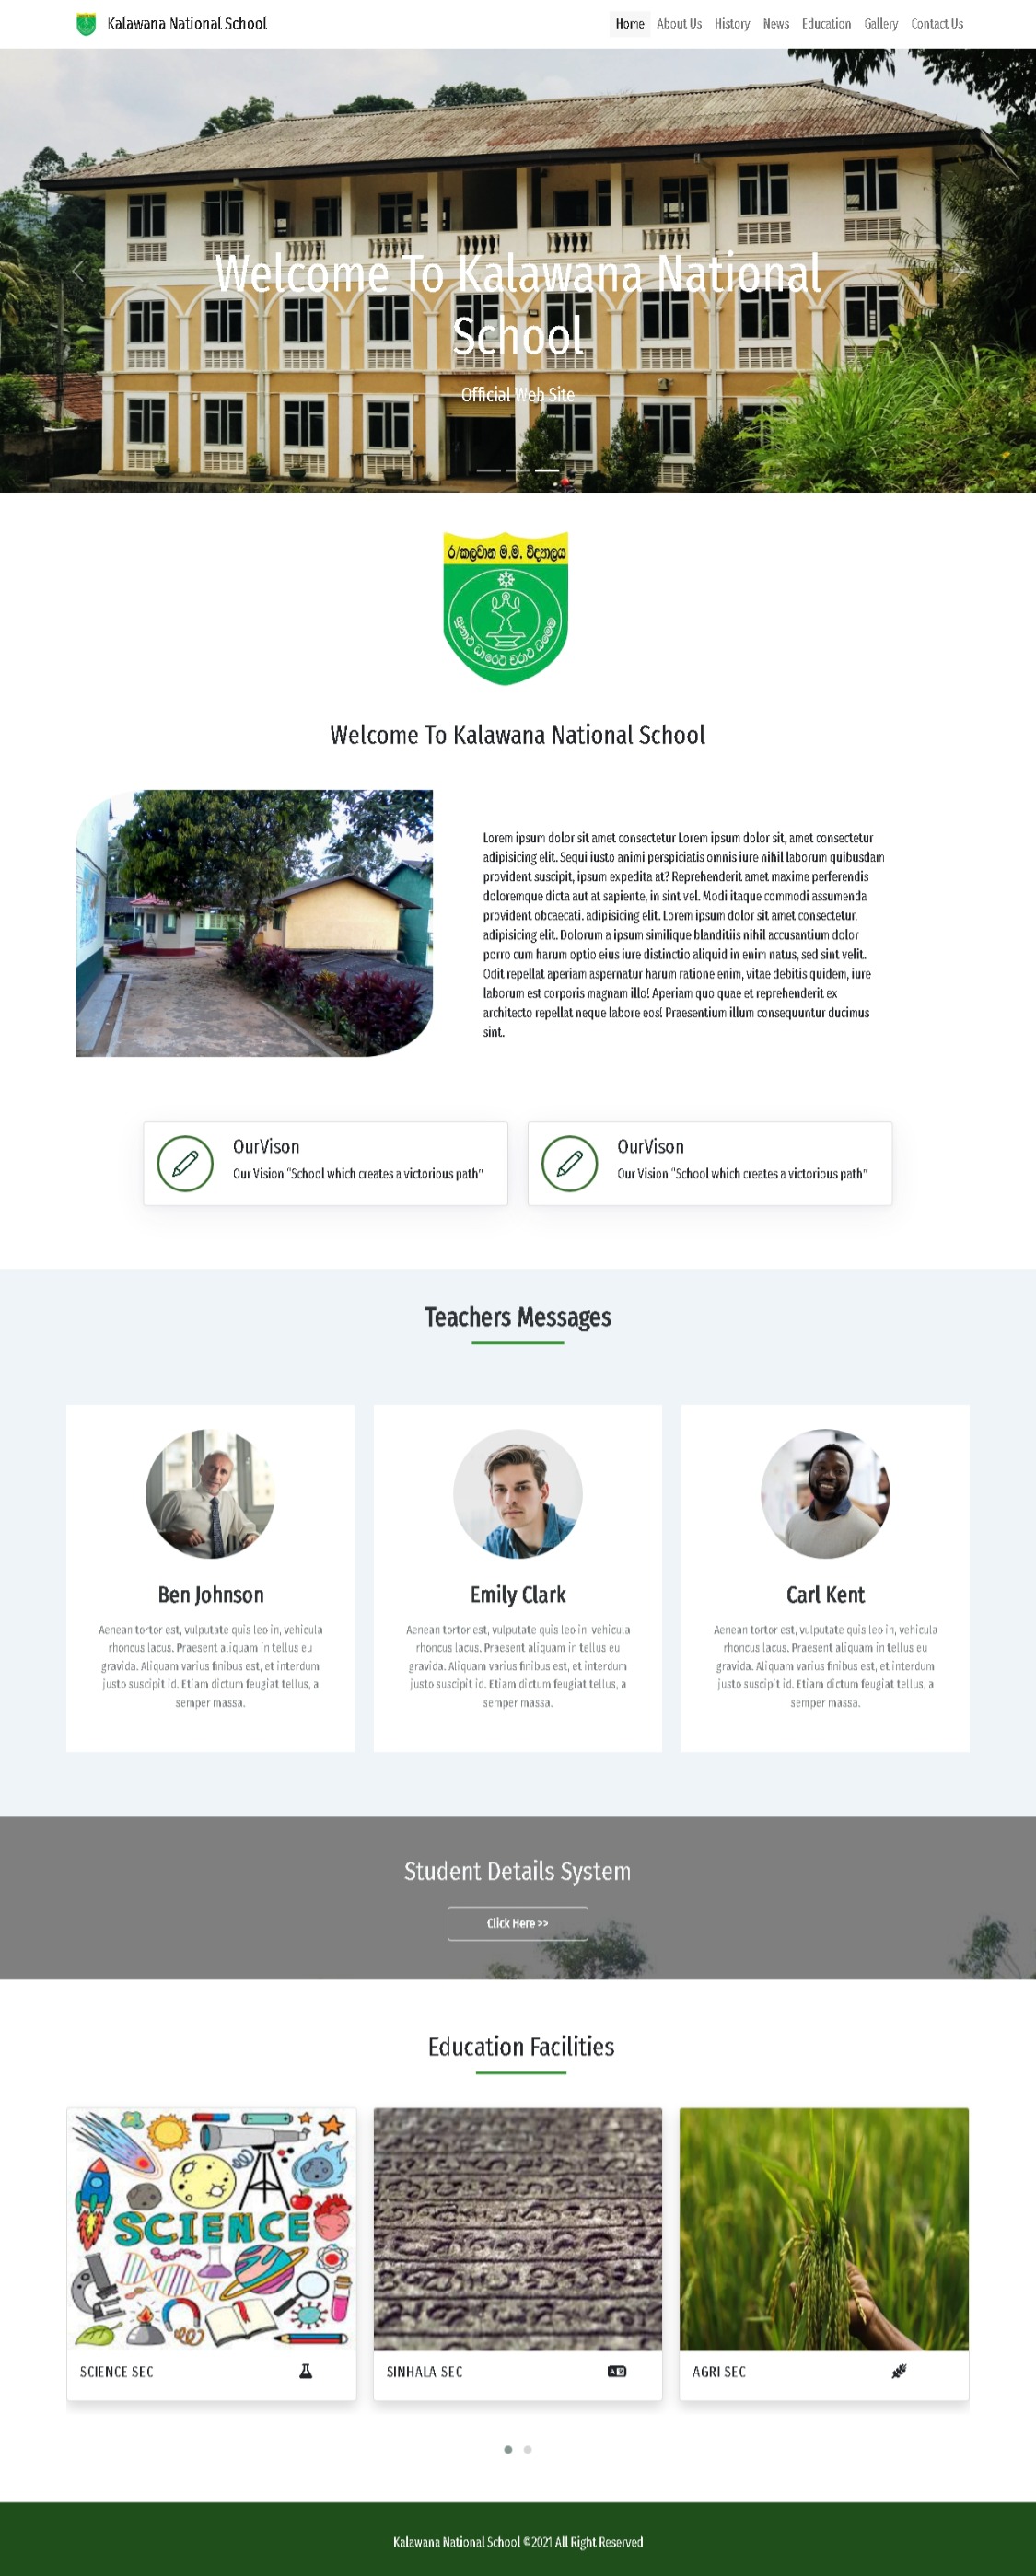 Kalawana National School
Home About Us History News Education Gallery Contact Us
Welcome To Kalawana National
School
Official Web Site
ර/කලවාන ම.ම. විද්‍යාලය
Welcome To Kalawana National School
Lorem ipsum dolor sit amet consectetur Lorem ipsum dolor sit, amet consectetur
adipisicing elit. Sequi iusto animi perspiciatis omnis iure nihil laborum quibusdam
provident suscipit, ipsum expedita at? Reprehenderit amet maxime perferendis
doloremque dicta aut at sapiente, in sint vel. Modi itaque commodi assumenda
provident obcaecati. adipisicing elit. Lorem ipsum dolor sit amet consectetur,
adipisicing elit. Dolorum a ipsum similique blanditiis nihil accusantium dolor
porro cum harum optio eius iure distinctio aliquid in enim natus, sed sint velit.
Odit repellat aperiam aspernatur harum ratione enim, vitae debitis quidem, iure
laborum est corporis magnam illo! Aperiam quo quae et reprehenderit ex
architecto repellat neque labore eos! Praesentium illum consequuntur ducimus
sint.
OurVison
Our Vision “School which creates a victorious path”
OurVison
Our Vision “School which creates a victorious path”
Teachers Messages
Ben Johnson
Aenean tortor est, vulputate quis leo in, vehicula
rhoncus lacus. Praesent aliquam in tellus eu
gravida. Aliquam varius finibus est, et interdum
justo suscipit id. Etiam dictum feugiat tellus, a
semper massa.
Emily Clark
Aenean tortor est, vulputate quis leo in, vehicula
rhoncus lacus. Praesent aliquam in tellus eu
gravida. Aliquam varius finibus est, et interdum
justo suscipit id. Etiam dictum feugiat tellus, a
semper massa.
Carl Kent
Aenean tortor est, vulputate quis leo in, vehicula
rhoncus lacus. Praesent aliquam in tellus eu
gravida. Aliquam varius finibus est, et interdum
justo suscipit id. Etiam dictum feugiat tellus, a
semper massa.
Student Details System
Click Here >>
Education Facilities
SCIENCE
SCIENCE SEC
SINHALA SEC
AGRI SEC
Kalawana National School ©2021 All Right Reserved